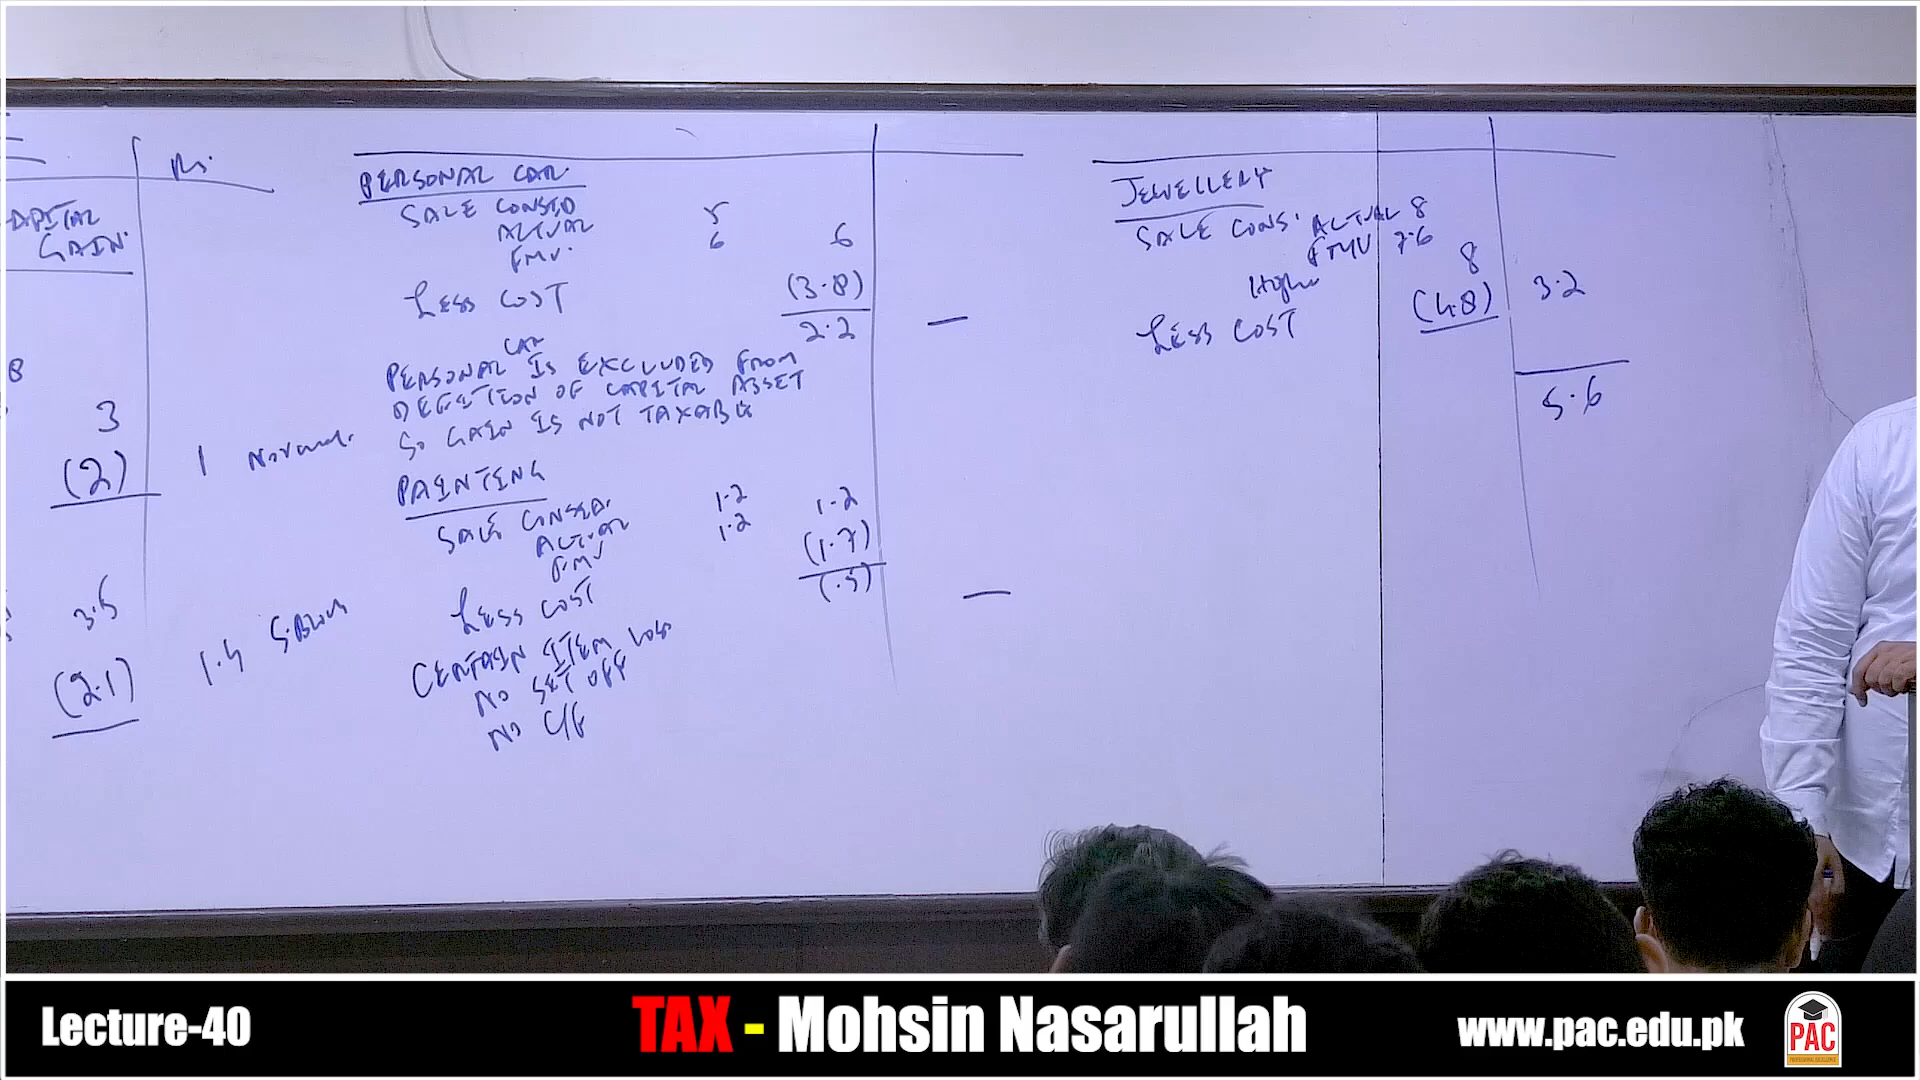 CAPITAL
GAIN
Rs.
8
3
(2)
1 Normal
3.5
(2.1)
1.4 S.Block
PERSONAL CAR
SALE CONSID
ACTUAL 5
FMV. 6 6
LESS COST (3.8)
2.2 —
CAR
PERSONAL IS EXCLUDED FROM
DEFITION OF CAPITAL ASSET
SO GAIN IS NOT TAXABLE
PAINTING
SALE CONSID.
ACTUAL 1.2 1.2
FMV 1.2
LESS COST (1.7)
(.5) —
CERTAIN ITEM LOSS
NO SET OFF
NO C/F
JEWELLERY
SALE CONS. ACTUAL 8
FMV 7.6
Higher 8
LESS COST (4.8) 3.2
5.6
Lecture-40
TAX - Mohsin Nasarullah
www.pac.edu.pk
PAC